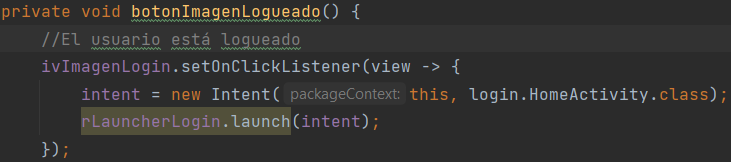 private void botonImagenLogueado() {
//El usuario está logueado
ivImagenLogin.setOnClickListener(view -> {
intent = new Intent( packageContext: this, login.HomeActivity.class);
rLauncherLogin.launch(intent);
});